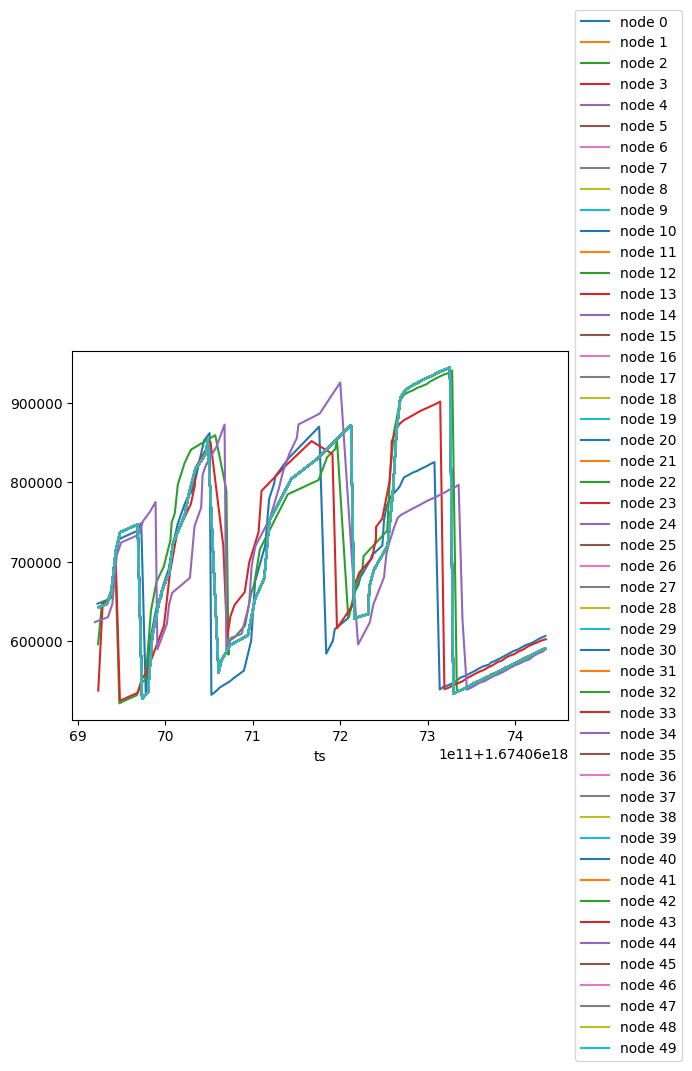 900000
800000
700000
600000
69
70
71
72
73
74
ts
1e11+1.67406e18
node 0
node 1
node 2
node 3
node 4
node 5
node 6
node 7
node 8
node 9
node 10
node 11
node 12
node 13
node 14
node 15
node 16
node 17
node 18
node 19
node 20
node 21
node 22
node 23
node 24
node 25
node 26
node 27
node 28
node 29
node 30
node 31
node 32
node 33
node 34
node 35
node 36
node 37
node 38
node 39
node 40
node 41
node 42
node 43
node 44
node 45
node 46
node 47
node 48
node 49